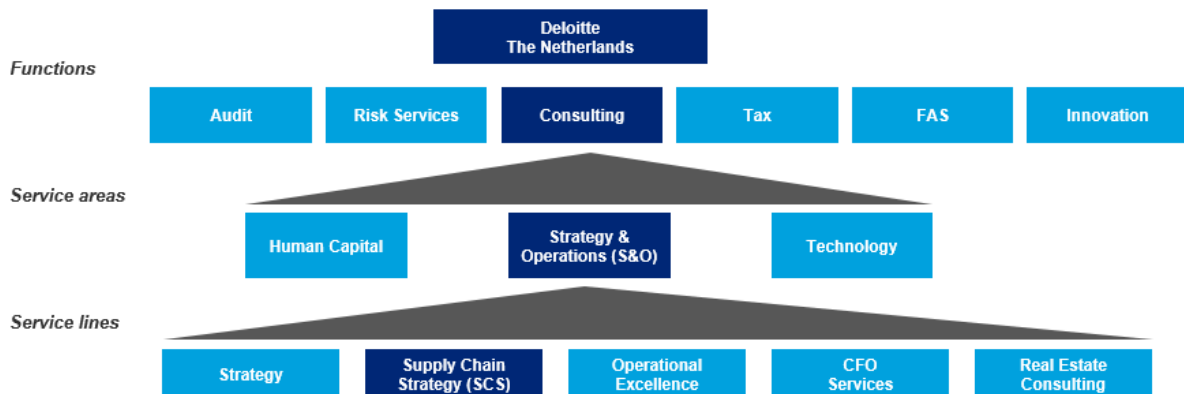 Deloitte
The Netherlands
Functions
Audit
Risk Services
Consulting
Tax
FAS
Innovation
Service areas
Human Capital
Strategy &
Operations (S&O)
Technology
Service lines
Strategy
Supply Chain
Strategy (SCS)
Operational
Excellence
CFO
Services
Real Estate
Consulting